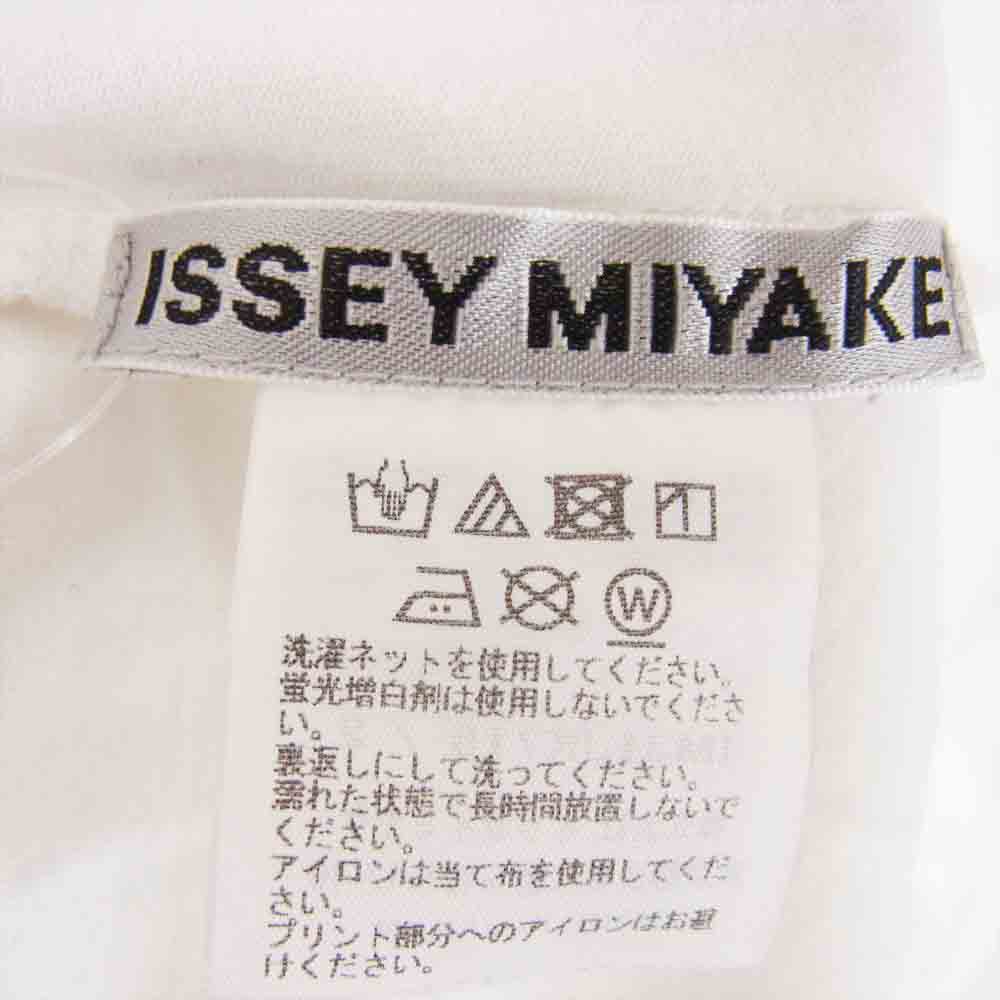 ISSEY MIYAKE
W
洗濯ネットを使用してください。
蛍光増白剤は使用しないでくださ
い。
裏返しにして洗ってください。
濡れた状態で長時間放置しないで
ください。
アイロンは当て布を使用してくだ
さい。
プリント部分へのアイロンはお避
けください。